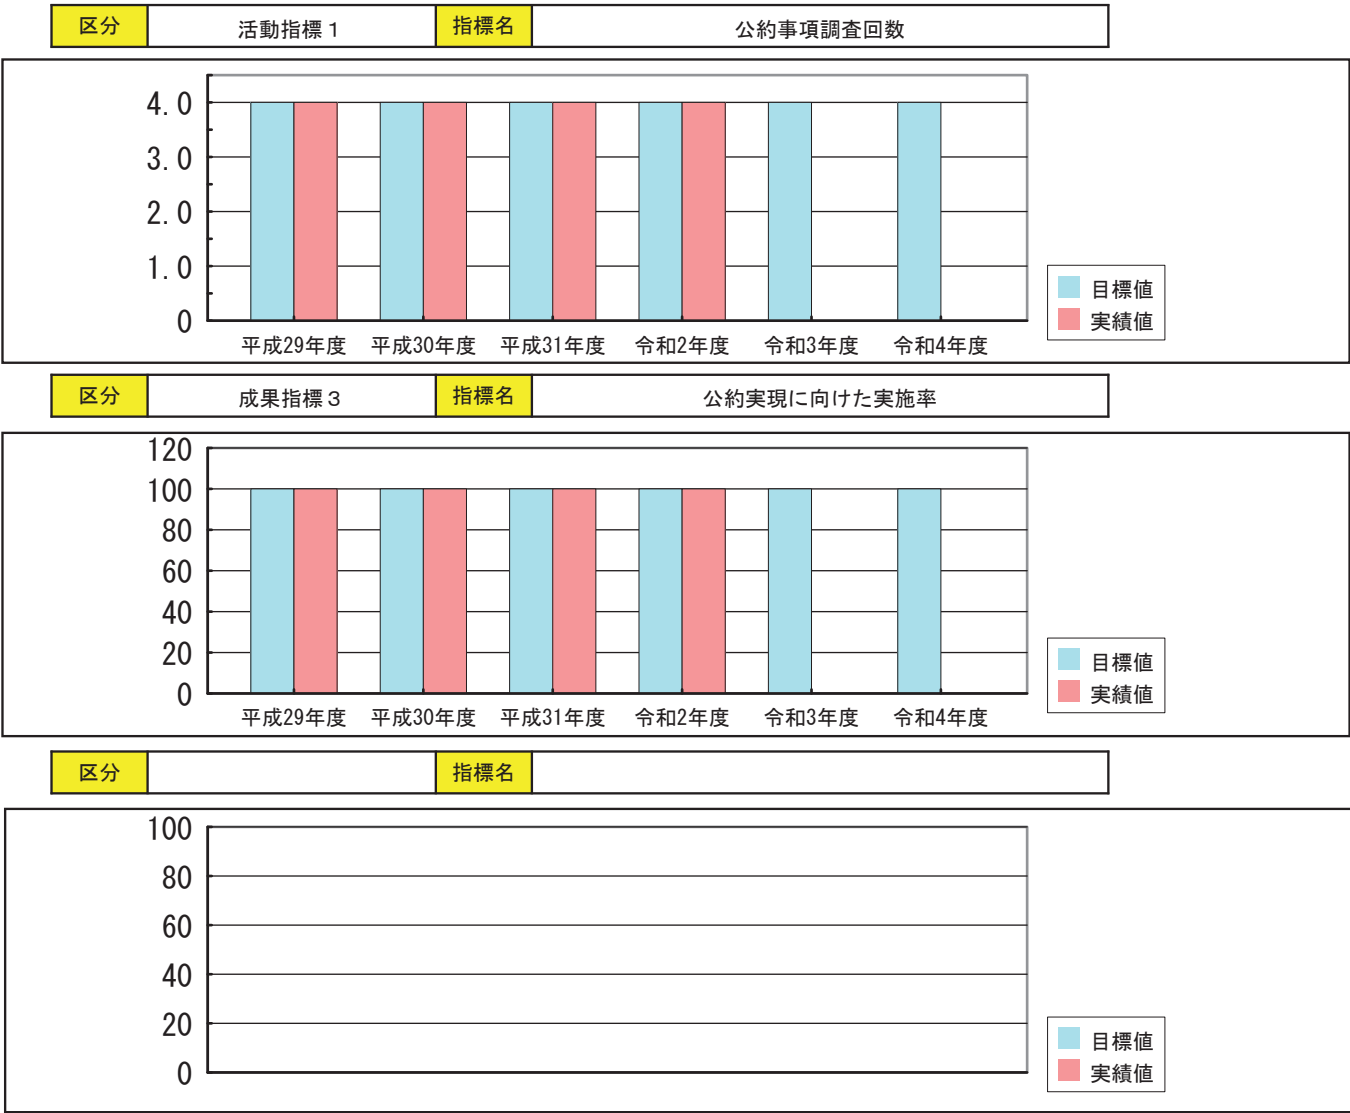 区分 活動指標１ 指標名 公約事項調査回数
4.0
3.0
2.0
1.0
0
平成29年度 平成30年度 平成31年度 令和2年度 令和3年度 令和4年度
目標値
実績値
区分 成果指標３ 指標名 公約実現に向けた実施率
120
100
80
60
40
20
0
平成29年度 平成30年度 平成31年度 令和2年度 令和3年度 令和4年度
目標値
実績値
区分 指標名
100
80
60
40
20
0
目標値
実績値